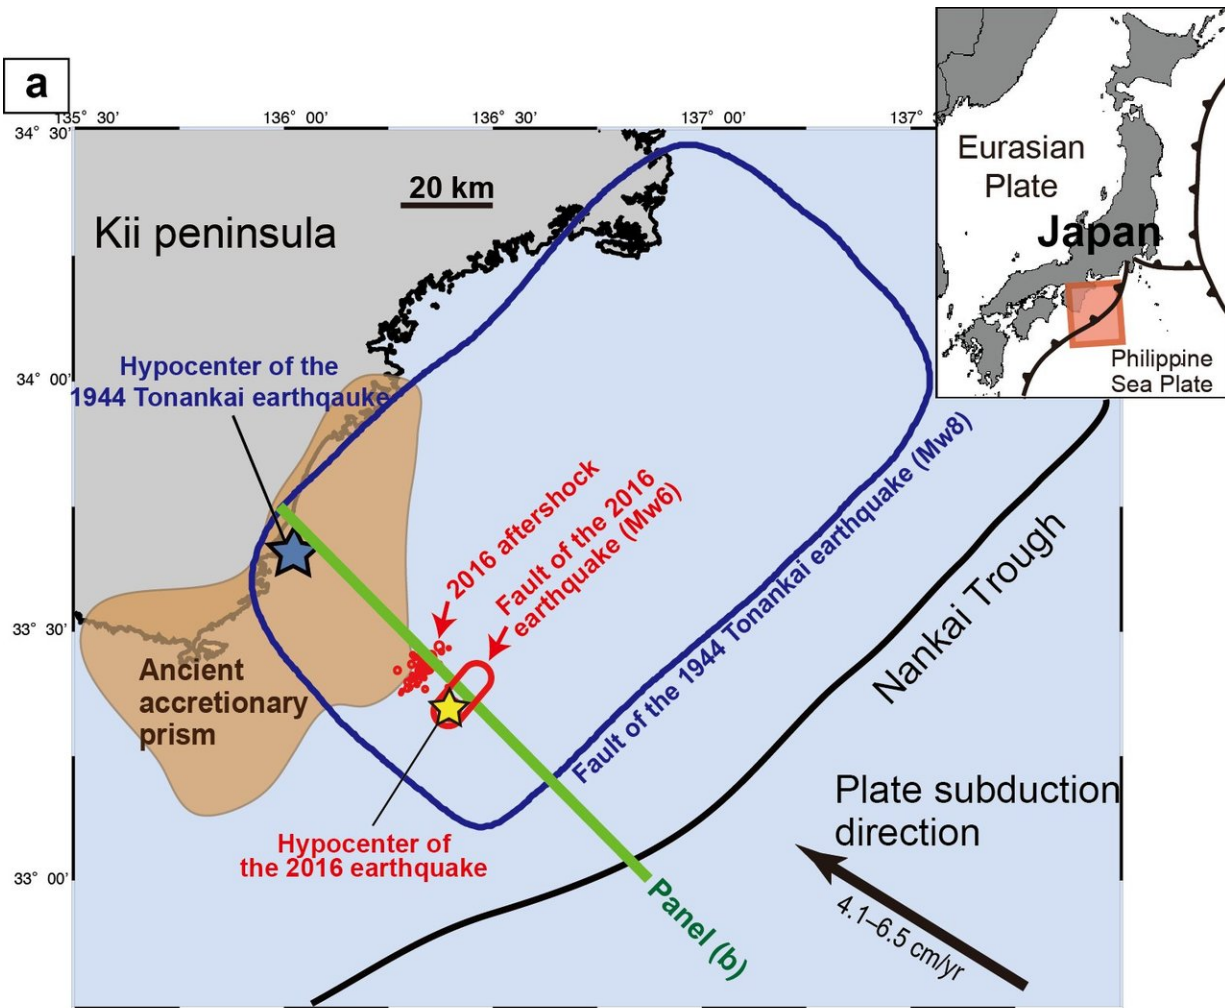 a
135° 30'
136° 00'
136° 30'
137° 00'
137°
34° 30'
34° 00'
33° 30'
33° 00'
Kii peninsula
20 km
Hypocenter of the
1944 Tonankai earthqauke
2016 aftershock
Fault of the 2016
earthquake (Mw6)
Fault of the 1944 Tonankai earthquake (Mw8)
Nankai Trough
Ancient
accretionary
prism
Hypocenter of
the 2016 earthquake
Plate subduction
direction
4.1–6.5 cm/yr
Panel (b)
Eurasian
Plate
Japan
Philippine
Sea Plate